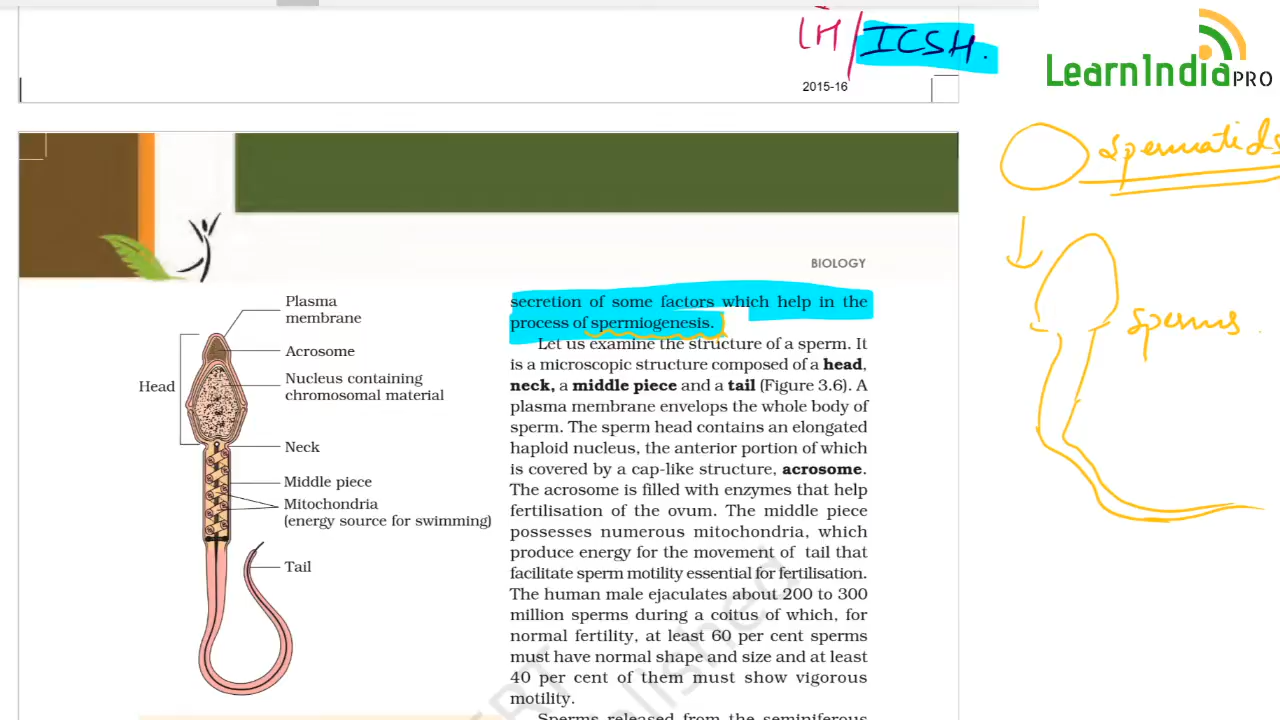 LH/ICSH.
LearnIndia PRO
2015-16
spermatids
sperms
BIOLOGY
Plasma
membrane
Acrosome
Head
Nucleus containing
chromosomal material
Neck
Middle piece
Mitochondria
(energy source for swimming)
Tail
secretion of some factors which help in the
process of spermiogenesis.
Let us examine the structure of a sperm. It
is a microscopic structure composed of a head,
neck, a middle piece and a tail (Figure 3.6). A
plasma membrane envelops the whole body of
sperm. The sperm head contains an elongated
haploid nucleus, the anterior portion of which
is covered by a cap-like structure, acrosome.
The acrosome is filled with enzymes that help
fertilisation of the ovum. The middle piece
possesses numerous mitochondria, which
produce energy for the movement of tail that
facilitate sperm motility essential for fertilisation.
The human male ejaculates about 200 to 300
million sperms during a coitus of which, for
normal fertility, at least 60 per cent sperms
must have normal shape and size and at least
40 per cent of them must show vigorous
motility.
Sperms released from the seminiferous